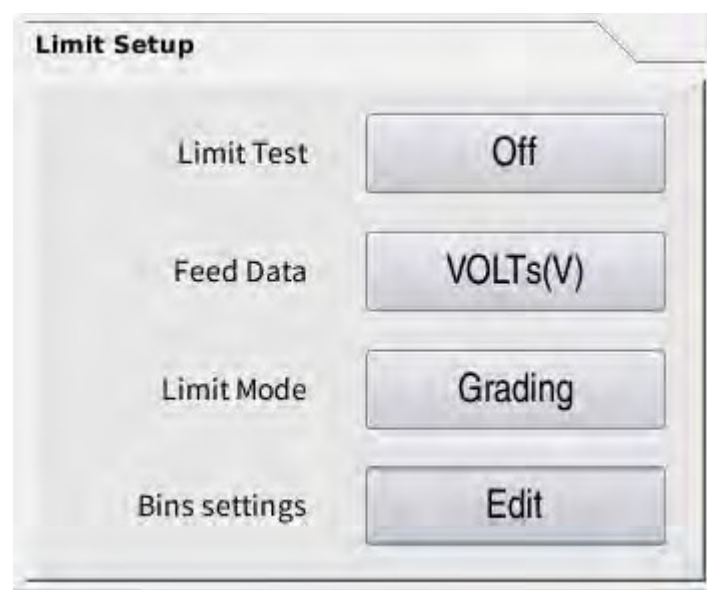 Limit Setup
Limit Test Off
Feed Data VOLTs(V)
Limit Mode Grading
Bins settings Edit